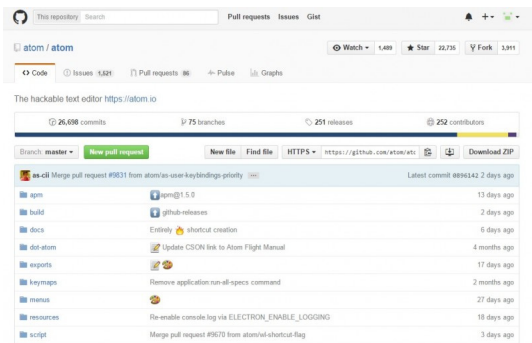 This repository Search Pull requests Issues Gist
atom / atom Watch 1,489 Star 22,735 Fork 3,911
Code Issues 1,521 Pull requests 86 Pulse Graphs
The hackable text editor https://atom.io
26,698 commits 75 branches 251 releases 252 contributors
Branch: master New pull request New file Find file HTTPS https://github.com/atom/atc Download ZIP
as-cii Merge pull request #9831 from atom/as-user-keybindings-priority ... Latest commit 0896142 2 days ago
apm apm@1.5.0 13 days ago
build github-releases 2 days ago
docs Entirely shortcut creation 6 days ago
dot-atom Update CSON link to Atom Flight Manual 4 months ago
exports 17 days ago
keymaps Remove application:run-all-specs command 2 months ago
menus 27 days ago
resources Re-enable console.log via ELECTRON_ENABLE_LOGGING 18 days ago
script Merge pull request #9670 from atom/wl-shortcut-flag 3 days ago